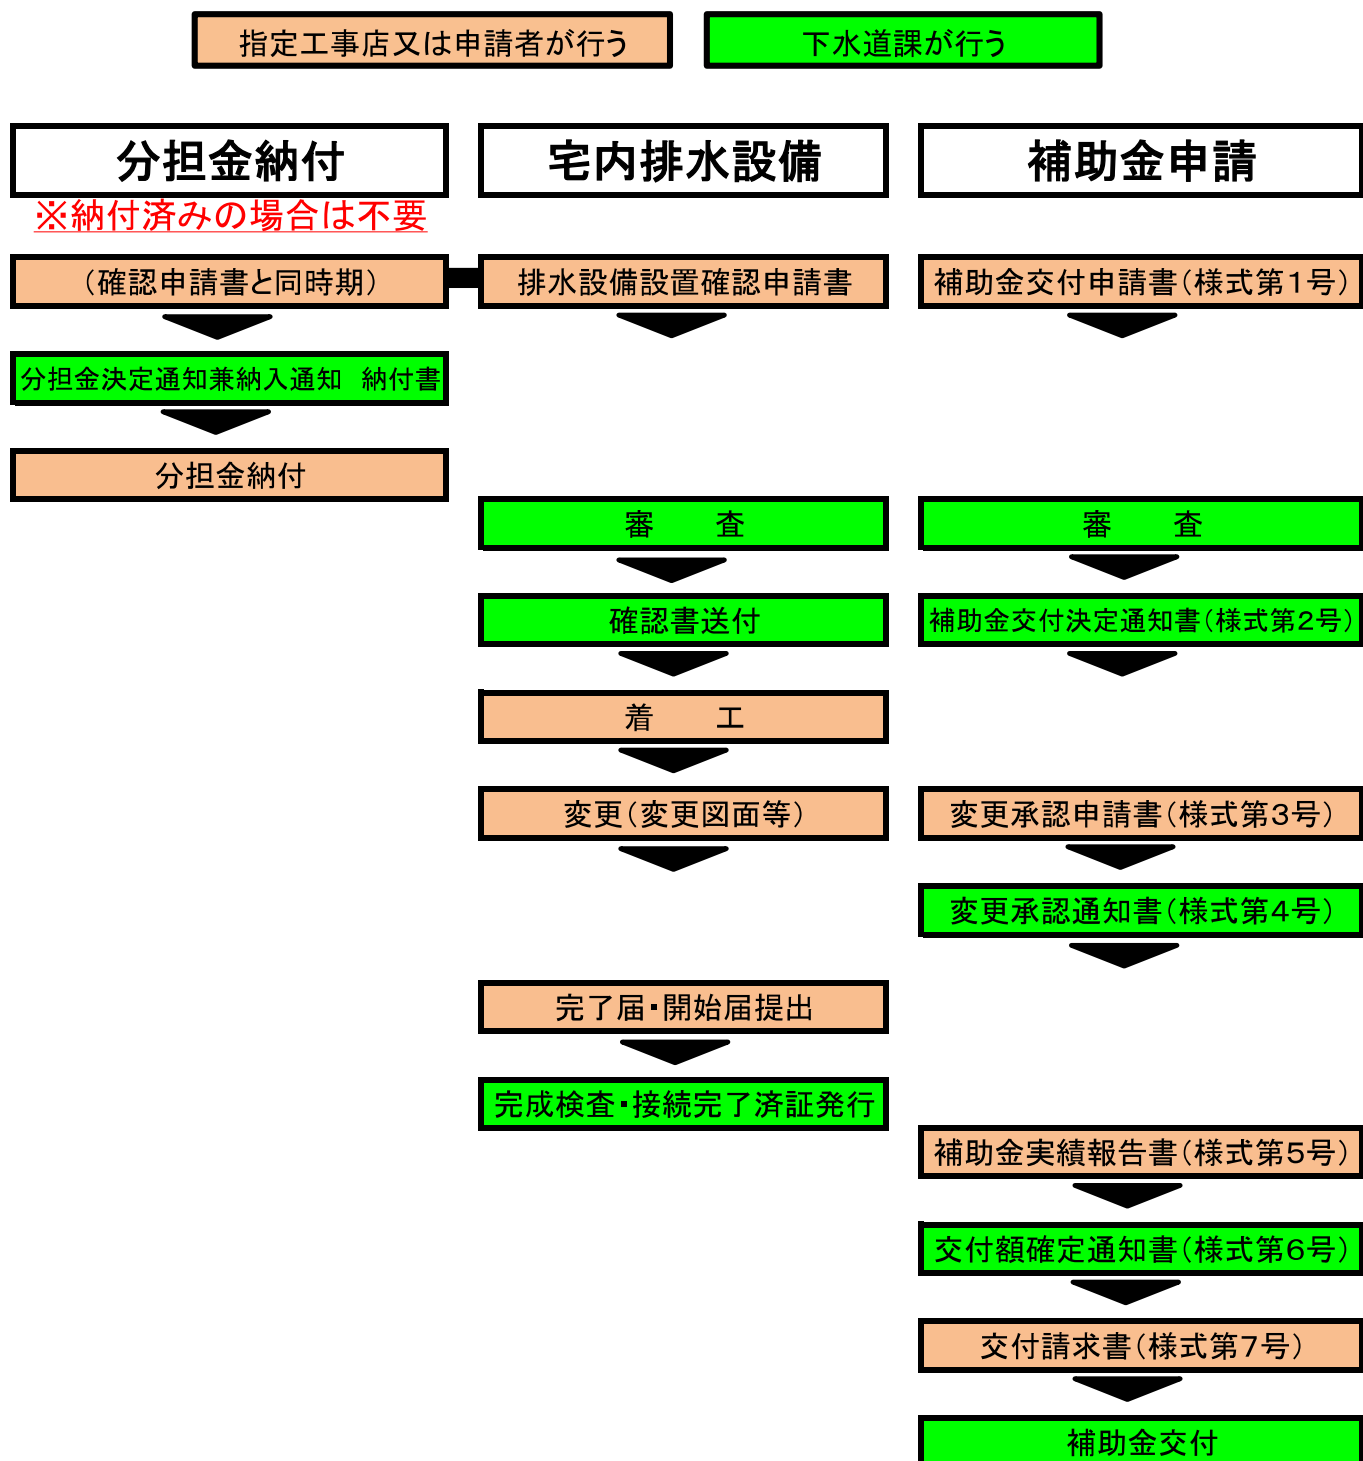 指定工事店又は申請者が行う
下水道課が行う
分担金納付
宅内排水設備
補助金申請
※納付済みの場合は不要
（確認申請書と同時期）
排水設備設置確認申請書
補助金交付申請書（様式第１号）
分担金決定通知兼納入通知　納付書
分担金納付
審　　査
審　　査
確認書送付
補助金交付決定通知書（様式第２号）
着　　工
変更（変更図面等）
変更承認申請書（様式第３号）
変更承認通知書（様式第４号）
完了届・開始届提出
完成検査・接続完了済証発行
補助金実績報告書（様式第５号）
交付額確定通知書（様式第６号）
交付請求書（様式第７号）
補助金交付